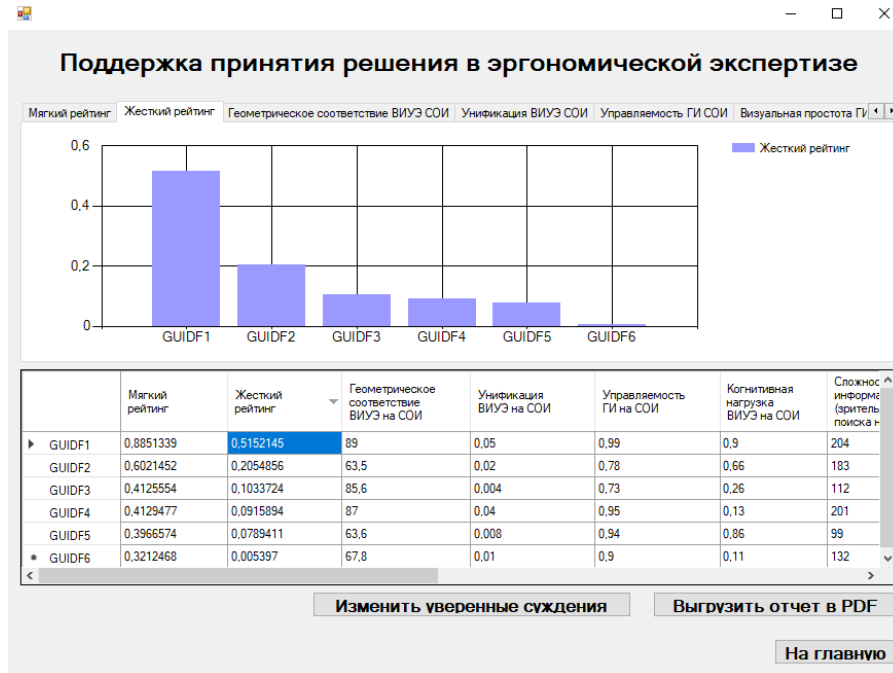 Поддержка принятия решения в эргономической экспертизе
Мягкий рейтинг Жесткий рейтинг Геометрическое соответствие ВИУЭ СОИ Унификация ВИУЭ СОИ Управляемость ГИ СОИ Визуальная простота ГИ
0,6
0,4
0,2
0
GUIDF1 GUIDF2 GUIDF3 GUIDF4 GUIDF5 GUIDF6
Жесткий рейтинг
Мягкий рейтинг Жесткий рейтинг Геометрическое соответствие ВИУЭ на СОИ Унификация ВИУЭ на СОИ Управляемость ГИ на СОИ Когнитивная нагрузка ВИУЭ на СОИ Сложнос информа (зритель поиска н
GUIDF1 0,8851339 0,5152145 89 0,05 0,99 0,9 204
GUIDF2 0,6021452 0,2054856 63,5 0,02 0,78 0,66 183
GUIDF3 0,4125554 0,1033724 85,6 0,004 0,73 0,26 112
GUIDF4 0,4129477 0,0915894 87 0,04 0,95 0,13 201
GUIDF5 0,3966574 0,0789411 63,6 0,008 0,94 0,86 99
GUIDF6 0,3212468 0,005397 67,8 0,01 0,9 0,11 132
Изменить уверенные суждения Выгрузить отчет в PDF
На главную